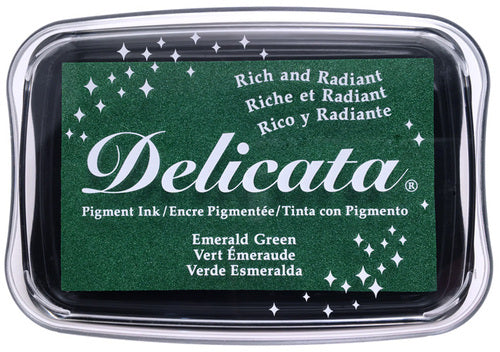 Rich and Radiant
Riche et Radiant
Rico y Radiante
Delicata®
Pigment Ink/Encre Pigmentée/Tinta con Pigmento
Emerald Green
Vert Émeraude
Verde Esmeralda